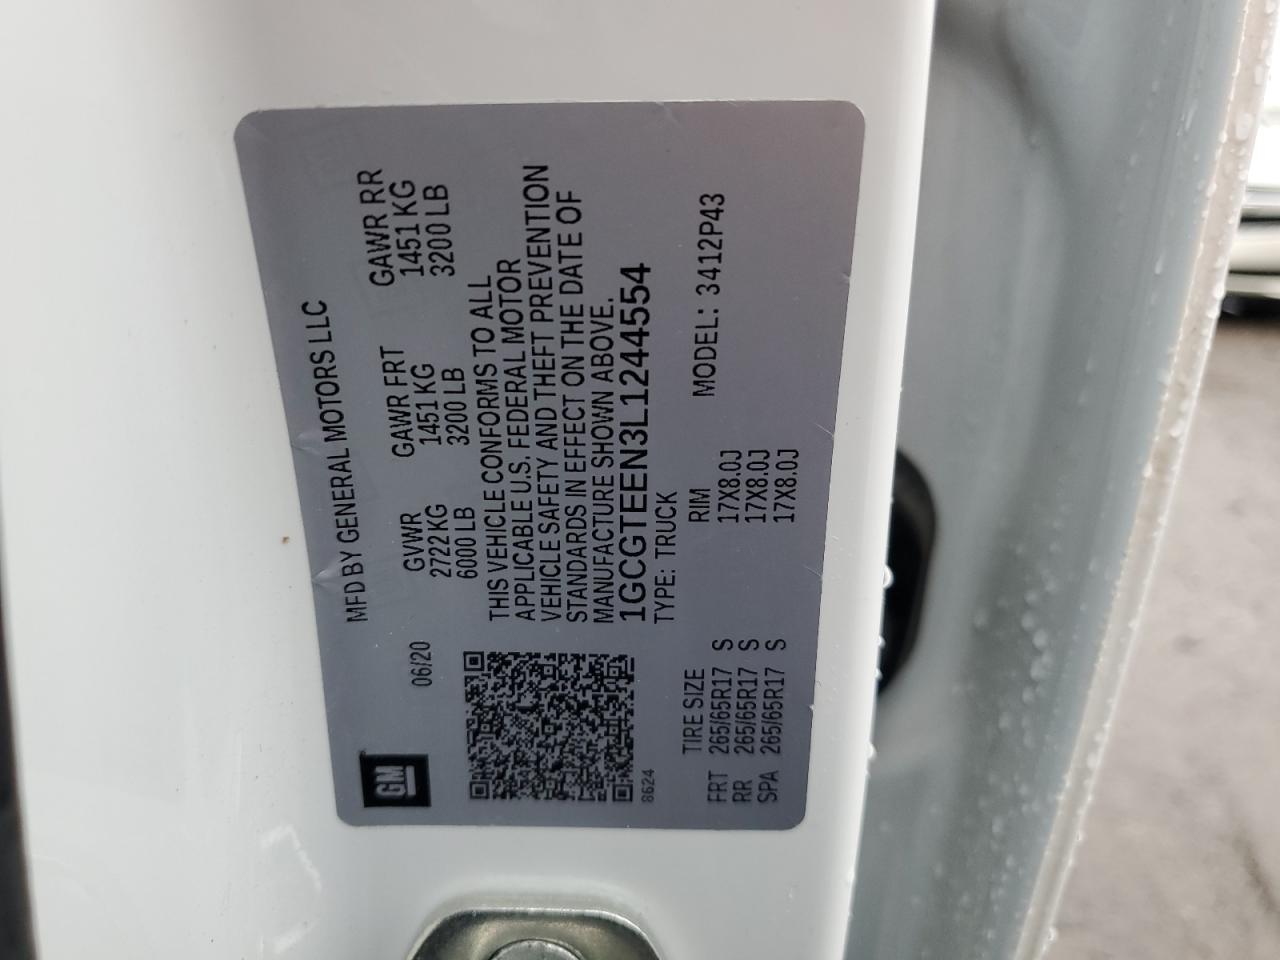 GM
MFD BY GENERAL MOTORS LLC
06/20
GVWR GAWR FRT GAWR RR
2722 KG 1451 KG 1451 KG
6000 LB 3200 LB 3200 LB
THIS VEHICLE CONFORMS TO ALL
APPLICABLE U.S. FEDERAL MOTOR
VEHICLE SAFETY AND THEFT PREVENTION
STANDARDS IN EFFECT ON THE DATE OF
MANUFACTURE SHOWN ABOVE.
1GCGTEEN3L1244554
8624
TYPE: TRUCK
TIRE SIZE RIM MODEL: 3412P43
FRT 265/65R17 S 17X8.0J
RR 265/65R17 S 17X8.0J
SPA 265/65R17 S 17X8.0J